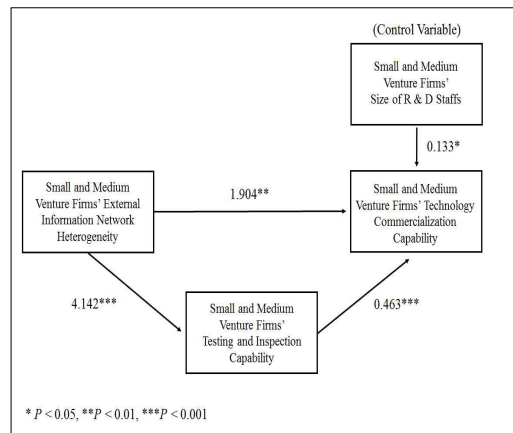 (Control Variable)
Small and Medium
Venture Firms'
Size of R & D Staffs
0.133*
Small and Medium
Venture Firms' External
Information Network
Heterogeneity
1.904**
Small and Medium
Venture Firms' Technology
Commercialization
Capability
4.142***
Small and Medium
Venture Firms'
Testing and Inspection
Capability
0.463***
* P < 0.05, **P < 0.01, ***P < 0.001